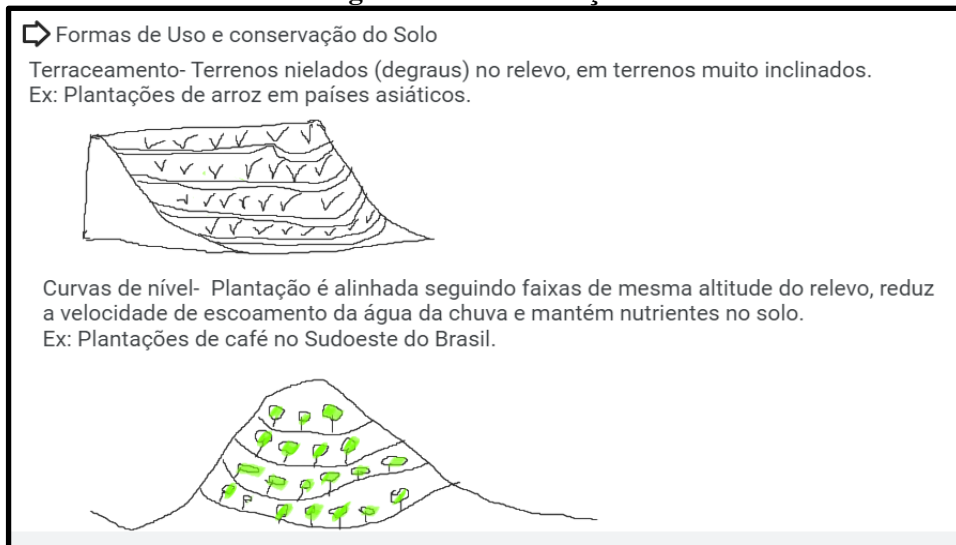 Formas de Uso e conservação do Solo
Terraceamento- Terrenos nielados (degraus) no relevo, em terrenos muito inclinados.
Ex: Plantações de arroz em países asiáticos.
Curvas de nível- Plantação é alinhada seguindo faixas de mesma altitude do relevo, reduz
a velocidade de escoamento da água da chuva e mantém nutrientes no solo.
Ex: Plantações de café no Sudoeste do Brasil.